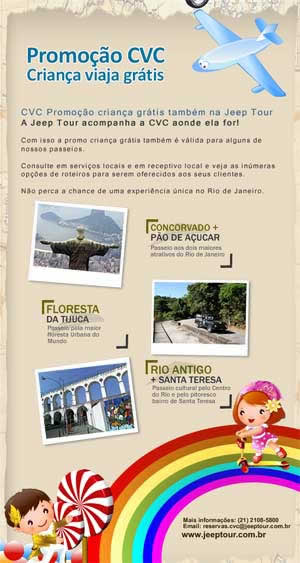 Promoção CVC
Criança viaja grátis
CVC Promoção criança grátis também na Jeep Tour
A Jeep Tour acompanha a CVC aonde ela for!
Com isso a promo criança grátis também é válida para alguns de
nossos passeios.
Consulte em serviços locais e em receptivo local e veja as inúmeras
opções de roteiros para serem oferecidos aos seus clientes.
Não perca a chance de uma experiência única no Rio de Janeiro.
CONCORVADO +
PÃO DE AÇUCAR
Passeio aos dois maiores
atrativos do Rio de Janeiro
FLORESTA
DA TIJUCA
Passeio pela maior
floresta Urbana do
Mundo
RIO ANTIGO
+ SANTA TERESA
Passeio cultural pelo Centro
do Rio e pelo pitoresco
bairro de Santa Teresa
Mais informações: (21) 2108-5800
Email: reservas.cvc@jeeptour.com.br
www.jeeptour.com.br